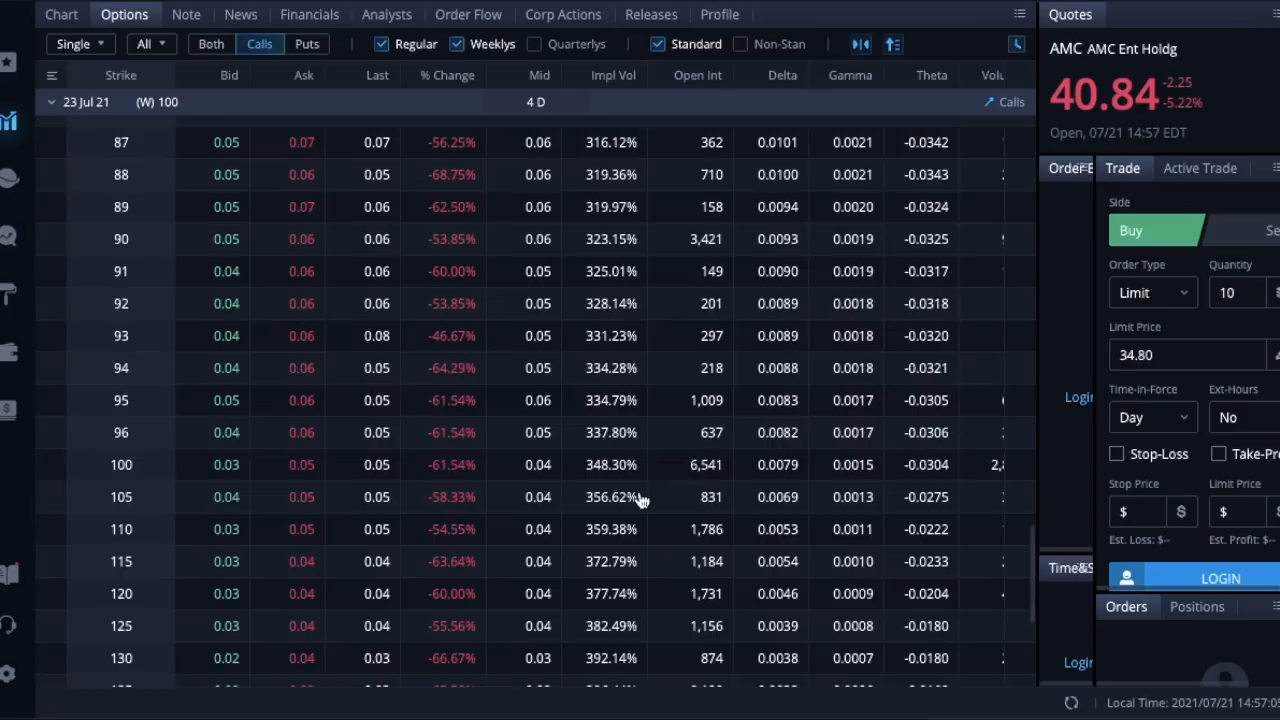 Chart Options Note News Financials Analysts Order Flow Corp Actions Releases Profile
Single All Both Calls Puts Regular Weeklys Quarterlys Standard Non-Stan
Strike Bid Ask Last % Change Mid Impl Vol Open Int Delta Gamma Theta Volu
23 Jul 21 (W) 100 4 D Calls
87 0.05 0.07 0.07 -56.25% 0.06 316.12% 362 0.0101 0.0021 -0.0342
88 0.05 0.06 0.05 -68.75% 0.06 319.36% 710 0.0100 0.0021 -0.0343
89 0.05 0.07 0.06 -62.50% 0.06 319.97% 158 0.0094 0.0020 -0.0324
90 0.05 0.06 0.06 -53.85% 0.06 323.15% 3,421 0.0093 0.0019 -0.0325
91 0.04 0.06 0.06 -60.00% 0.05 325.01% 149 0.0090 0.0019 -0.0317
92 0.04 0.06 0.06 -53.85% 0.05 328.14% 201 0.0089 0.0018 -0.0318
93 0.04 0.06 0.08 -46.67% 0.05 331.23% 297 0.0088 0.0018 -0.0320
94 0.04 0.06 0.05 -64.29% 0.05 334.28% 218 0.0088 0.0018 -0.0321
95 0.05 0.06 0.05 -61.54% 0.06 334.79% 1,009 0.0083 0.0017 -0.0305
96 0.04 0.06 0.05 -61.54% 0.05 337.80% 637 0.0082 0.0017 -0.0306
100 0.03 0.05 0.05 -61.54% 0.04 348.30% 6,541 0.0079 0.0015 -0.0304
105 0.04 0.05 0.05 -58.33% 0.04 356.62% 831 0.0069 0.0013 -0.0275
110 0.03 0.05 0.05 -54.55% 0.04 359.38% 1,786 0.0053 0.0011 -0.0222
115 0.03 0.04 0.04 -63.64% 0.04 372.79% 1,184 0.0054 0.0010 -0.0233
120 0.03 0.04 0.04 -60.00% 0.04 377.74% 1,731 0.0046 0.0009 -0.0204
125 0.03 0.04 0.04 -55.56% 0.04 382.49% 1,156 0.0039 0.0008 -0.0180
130 0.02 0.04 0.03 -66.67% 0.03 392.14% 874 0.0038 0.0007 -0.0180
Quotes
AMC AMC Ent Holdg
40.84 -2.25
-5.22%
Open, 07/21 14:57 EDT
Trade Active Trade
Side
Buy Se
Order Type Quantity
Limit 10
Limit Price
34.80
Time-in-Force Ext-Hours
Day No
Stop-Loss Take-Pr
Stop Price Limit Price
$ $ $
Est. Loss: $-- Est. Profit: $--
LOGIN
Time&S
Orders Positions
Login
Login
Local Time: 2021/07/21 14:57:0